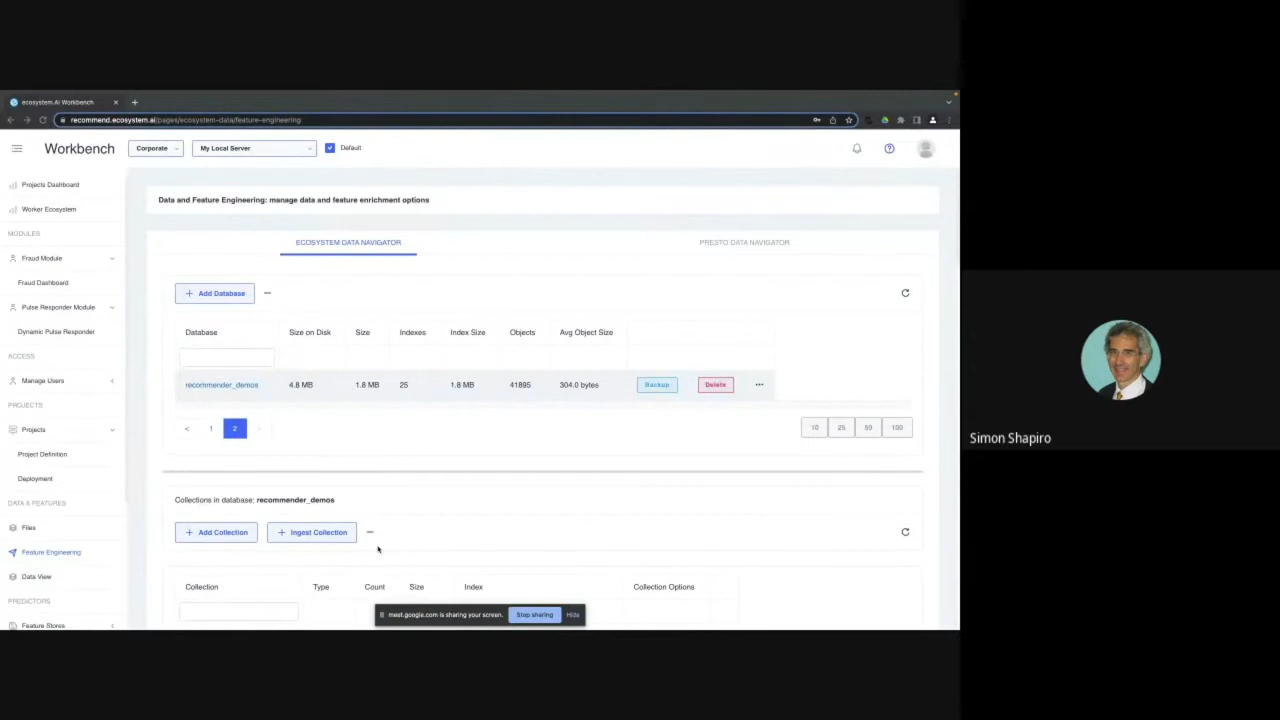 ecosystem.Ai Workbench
recommend.ecosystem.ai/pages/ecosystem-data/feature-engineering
Workbench
Corporate
My Local Server
Default
Projects Dashboard
Worker Ecosystem
MODULES
Fraud Module
Fraud Dashboard
Pulse Responder Module
Dynamic Pulse Responder
ACCESS
Manage Users
PROJECTS
Projects
Project Definition
Deployment
DATA & FEATURES
Files
Feature Engineering
Data View
PREDICTORS
Feature Stores
Data and Feature Engineering: manage data and feature enrichment options
ECOSYSTEM DATA NAVIGATOR
PRESTO DATA NAVIGATOR
+ Add Database
Database Size on Disk Size Indexes Index Size Objects Avg Object Size
recommender_demos 4.8 MB 1.8 MB 25 1.8 MB 41895 304.0 bytes Backup Delete ...
< 1 2 >
10 25 50 100
Collections in database: recommender_demos
+ Add Collection + Ingest Collection
Collection Type Count Size Index Collection Options
meet.google.com is sharing your screen. Stop sharing Hide
Simon Shapiro